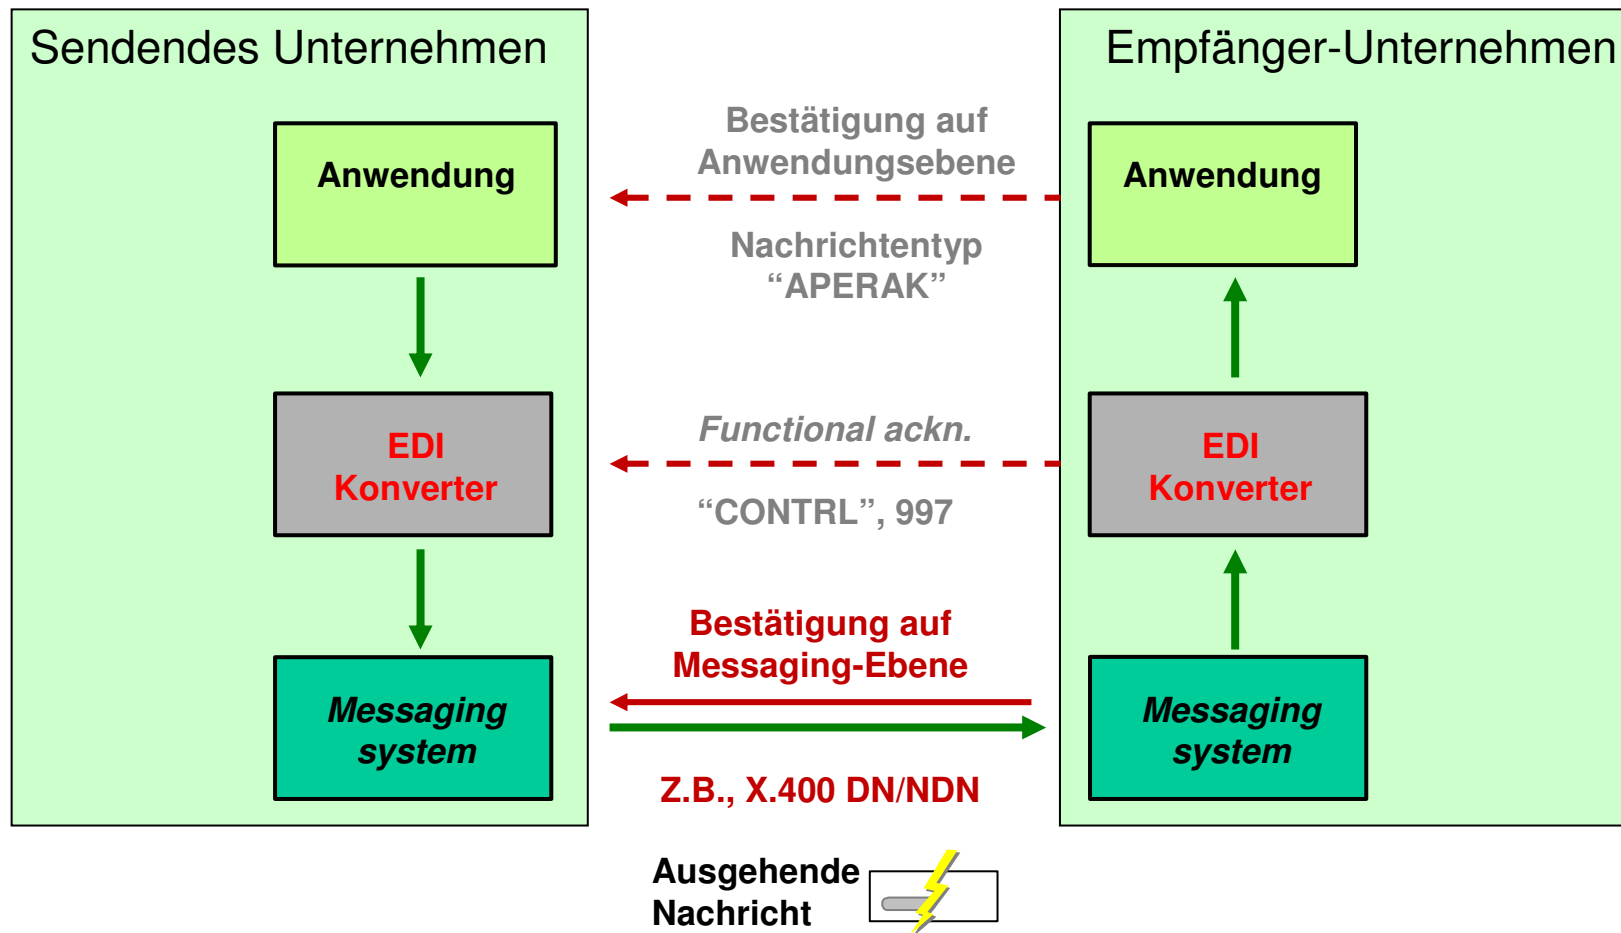 Sendendes Unternehmen
Empfänger-Unternehmen
Anwendung
Bestätigung auf
Anwendungsebene
Nachrichtentyp
“APERAK”
Anwendung
EDI
Konverter
Functional ackn.
“CONTRL”, 997
EDI
Konverter
Messaging
system
Bestätigung auf
Messaging-Ebene
Z.B., X.400 DN/NDN
Messaging
system
Ausgehende
Nachricht